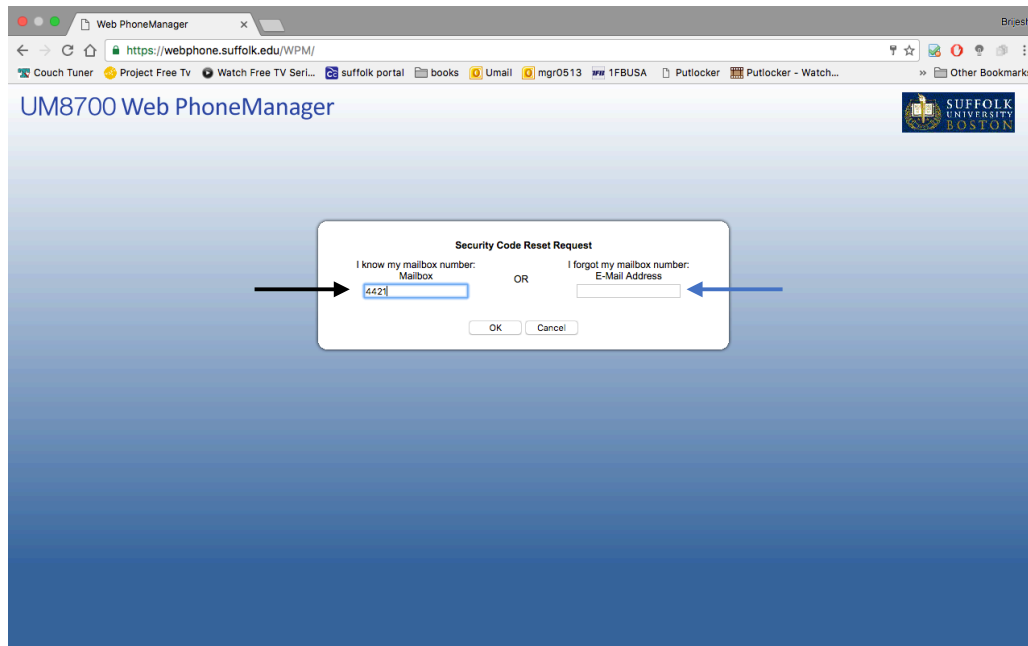 Web PhoneManager
Brijest
https://webphone.suffolk.edu/WPM/
Couch Tuner Project Free Tv Watch Free TV Seri... suffolk portal books Umail mgr0513 1FBUSA Putlocker Putlocker - Watch... » Other Bookmarks
UM8700 Web PhoneManager
SUFFOLK
UNIVERSITY
BOSTON
Security Code Reset Request
I know my mailbox number: I forgot my mailbox number:
Mailbox OR E-Mail Address
4421
OK Cancel